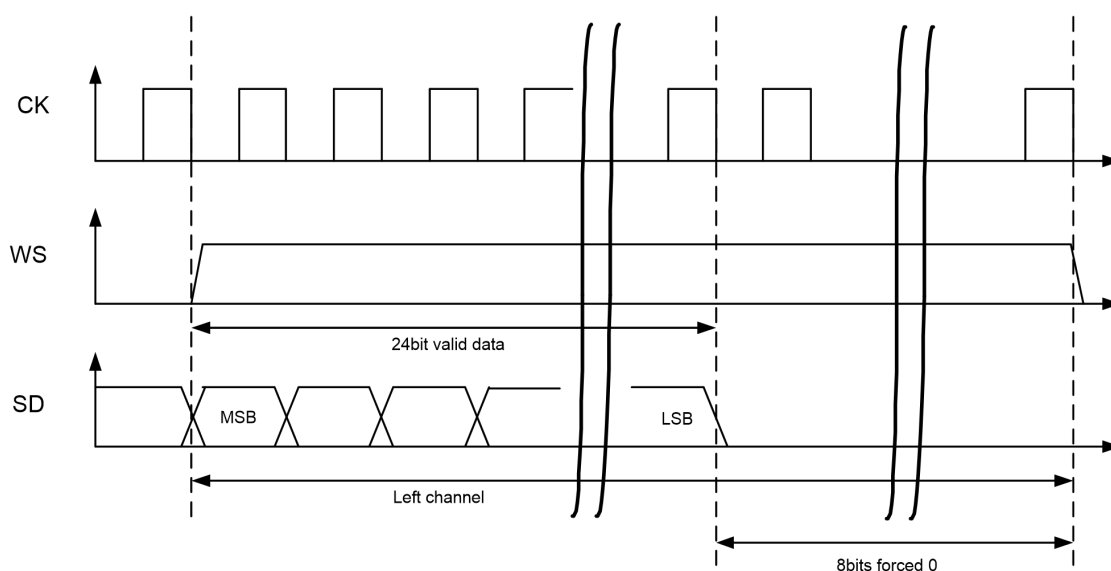 CK
WS
24bit valid data
SD
MSB
LSB
Left channel
8bits forced 0